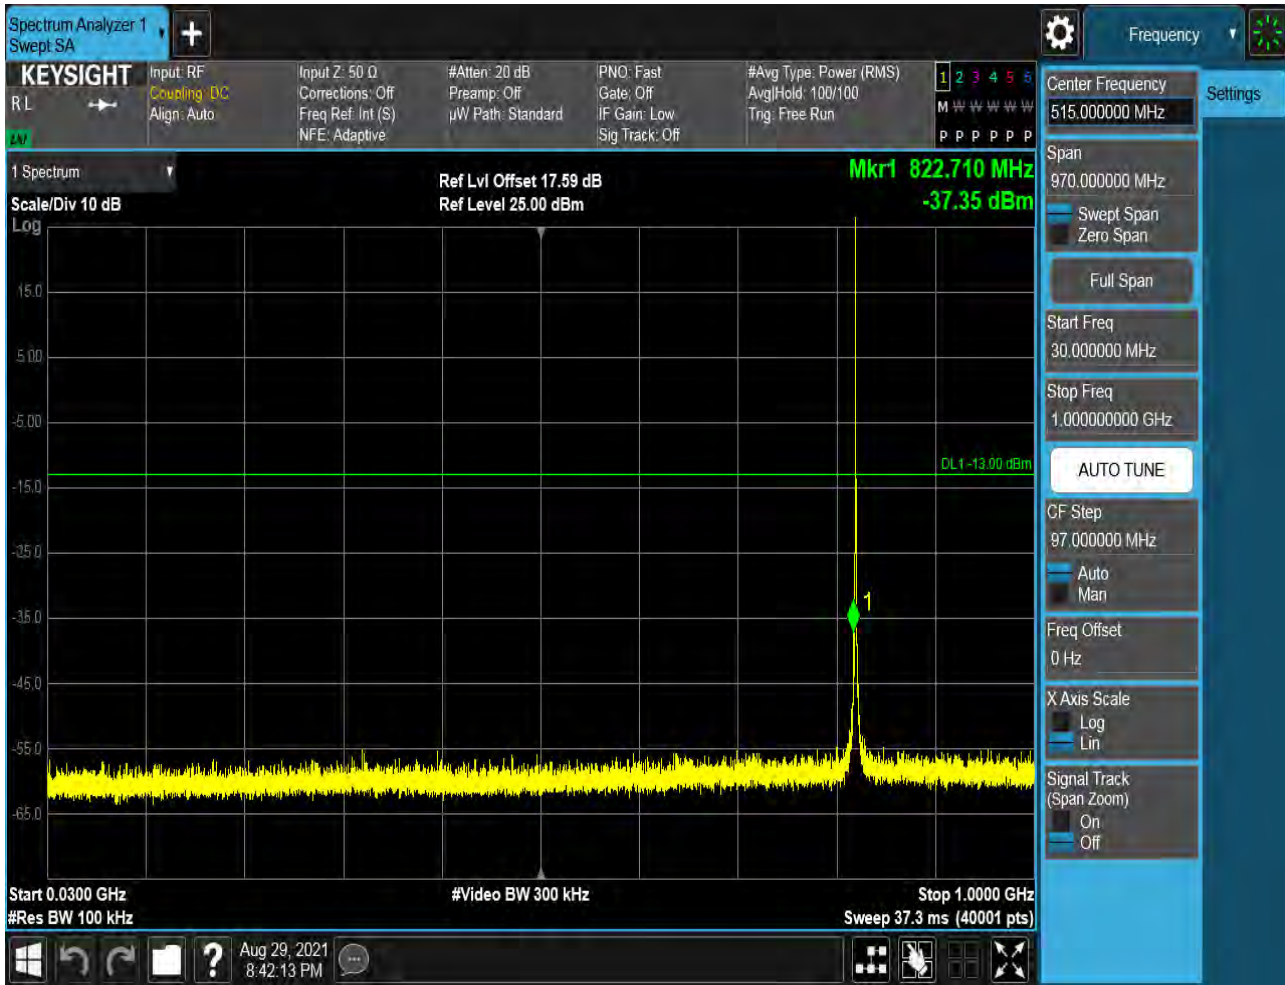 Spectrum Analyzer 1
Swept SA
Frequency
KEYSIGHT
R L
LNI
Input: RF
Coupling: DC
Align: Auto
Input Z: 50 Ω
Corrections: Off
Freq Ref: Int (S)
NFE: Adaptive
#Atten: 20 dB
Preamp: Off
µW Path: Standard
PNO: Fast
Gate: Off
IF Gain: Low
Sig Track: Off
#Avg Type: Power (RMS)
Avg|Hold: 100/100
Trig: Free Run
1 2 3 4 5 6
M W W W W W
P P P P P P
1 Spectrum
Scale/Div 10 dB
Log
Ref Lvl Offset 17.59 dB
Ref Level 25.00 dBm
Mkr1 822.710 MHz
-37.35 dBm
15.0
5.00
-5.00
-15.0
-25.0
-35.0
-45.0
-55.0
-65.0
DL1 -13.00 dBm
1
Start 0.0300 GHz
#Res BW 100 kHz
#Video BW 300 kHz
Stop 1.0000 GHz
Sweep 37.3 ms (40001 pts)
Aug 29, 2021
8:42:13 PM
Center Frequency
515.000000 MHz
Settings
Span
970.000000 MHz
Swept Span
Zero Span
Full Span
Start Freq
30.000000 MHz
Stop Freq
1.000000000 GHz
AUTO TUNE
CF Step
97.000000 MHz
Auto
Man
Freq Offset
0 Hz
X Axis Scale
Log
Lin
Signal Track
(Span Zoom)
On
Off